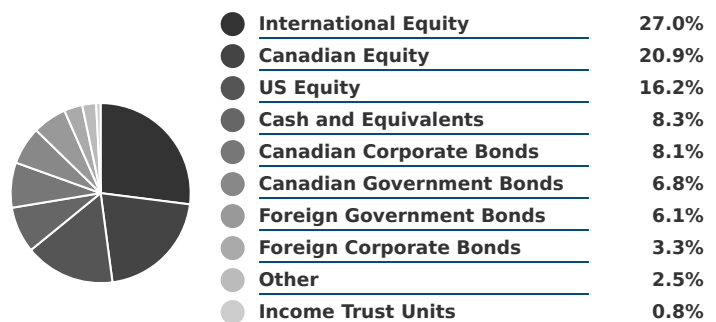 International Equity 27.0%
Canadian Equity 20.9%
US Equity 16.2%
Cash and Equivalents 8.3%
Canadian Corporate Bonds 8.1%
Canadian Government Bonds 6.8%
Foreign Government Bonds 6.1%
Foreign Corporate Bonds 3.3%
Other 2.5%
Income Trust Units 0.8%